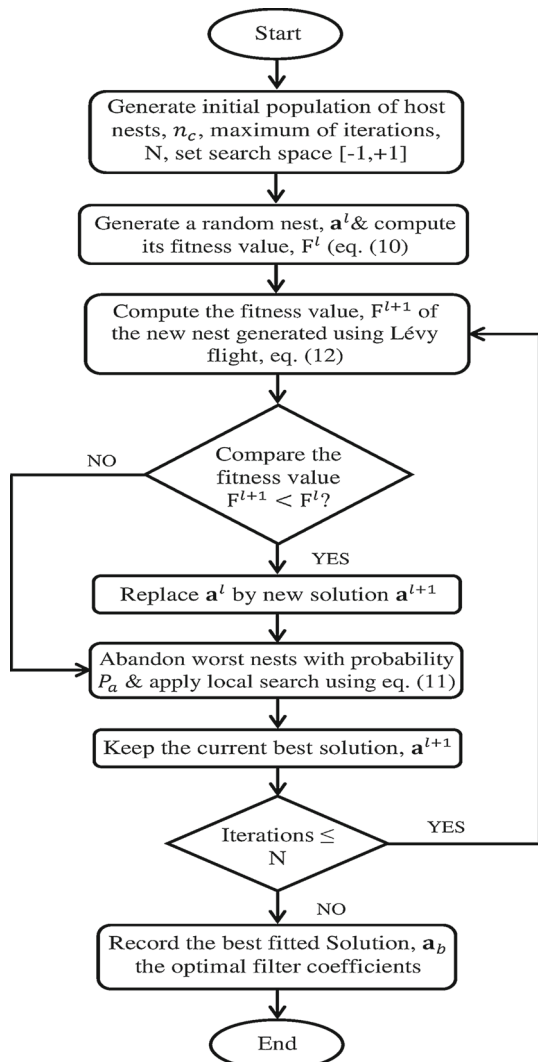 Start
Generate initial population of host
nests, n_c, maximum of iterations,
N, set search space [-1,+1]
Generate a random nest, a^l & compute
its fitness value, F^l (eq. (10)
Compute the fitness value, F^{l+1} of
the new nest generated using Lévy
flight, eq. (12)
NO
Compare the
fitness value
F^{l+1} < F^l?
YES
Replace a^l by new solution a^{l+1}
Abandon worst nests with probability
P_a & apply local search using eq. (11)
Keep the current best solution, a^{l+1}
Iterations ≤
N
YES
NO
Record the best fitted Solution, a_b
the optimal filter coefficients
End